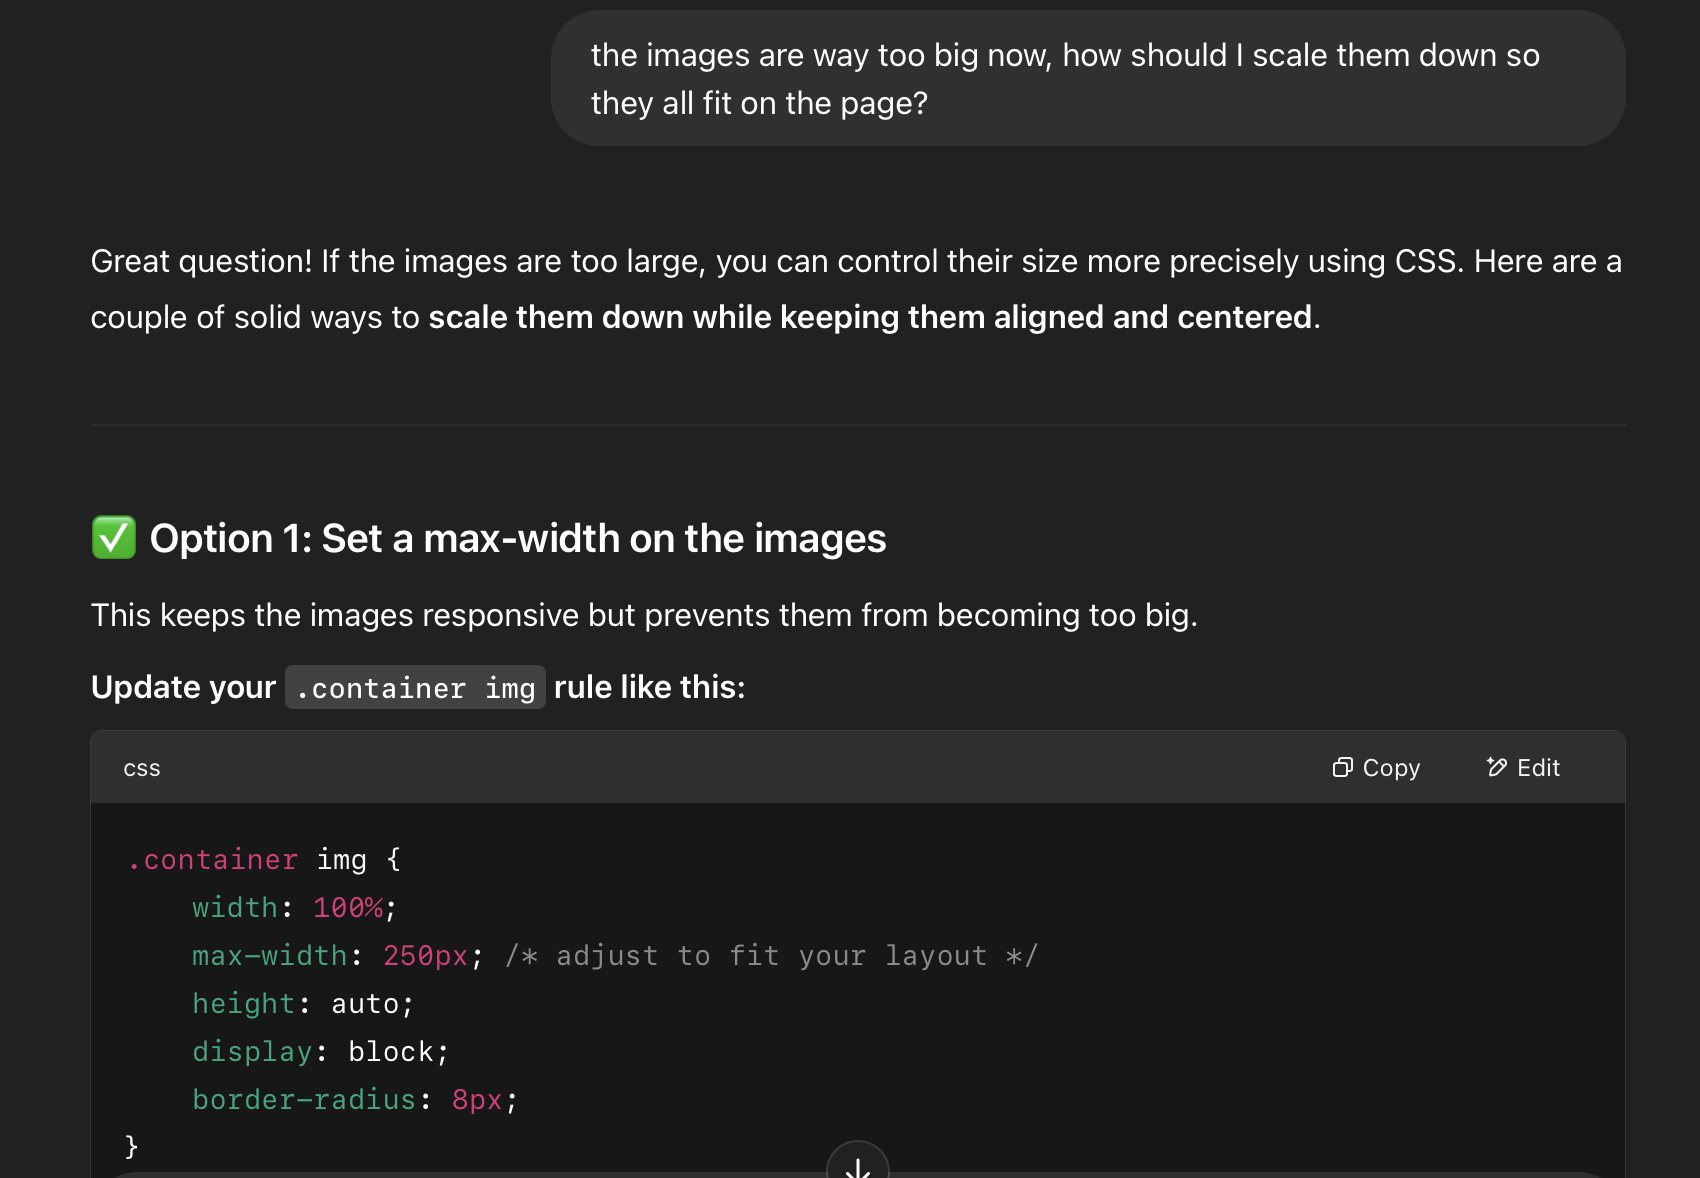 the images are way too big now, how should I scale them down so
they all fit on the page?
Great question! If the images are too large, you can control their size more precisely using CSS. Here are a
couple of solid ways to scale them down while keeping them aligned and centered.
✅ Option 1: Set a max-width on the images
This keeps the images responsive but prevents them from becoming too big.
Update your .container img rule like this:
css Copy Edit
.container img {
    width: 100%;
    max-width: 250px; /* adjust to fit your layout */
    height: auto;
    display: block;
    border-radius: 8px;
}